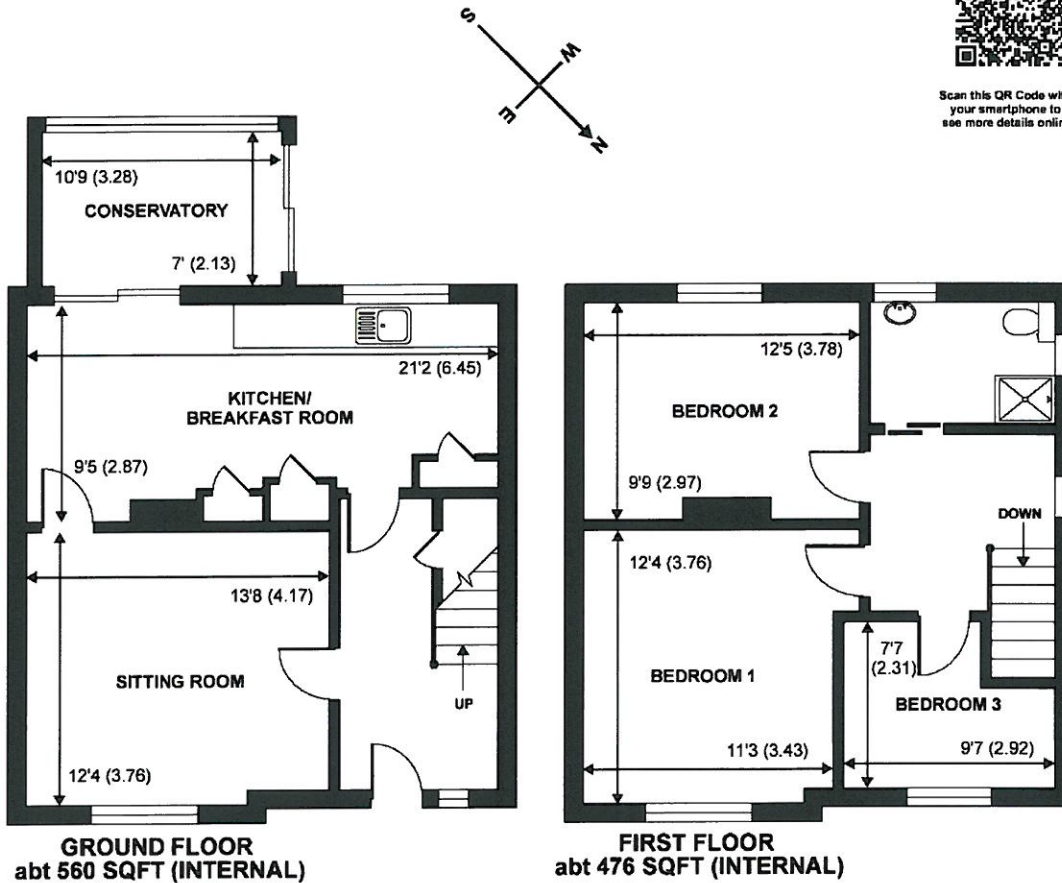 S
W
E
N
Scan this QR Code wi
your smartphone to
see more details onlin
10'9 (3.28)
CONSERVATORY
7' (2.13)
21'2 (6.45)
KITCHEN/
BREAKFAST ROOM
9'5 (2.87)
13'8 (4.17)
SITTING ROOM
UP
12'4 (3.76)
GROUND FLOOR
abt 560 SQFT (INTERNAL)
12'5 (3.78)
BEDROOM 2
9'9 (2.97)
DOWN
12'4 (3.76)
7'7
(2.31)
BEDROOM 1
BEDROOM 3
11'3 (3.43)
9'7 (2.92)
FIRST FLOOR
abt 476 SQFT (INTERNAL)